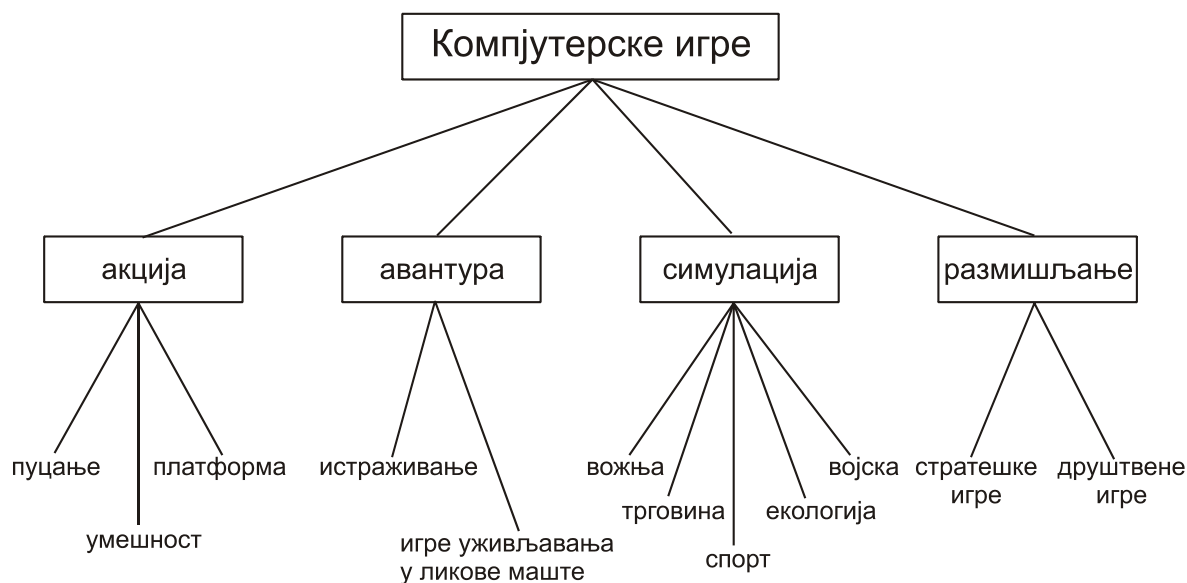 Компјутерске игре
акција
авантура
симулација
размишљање
пуцање
умешност
платформа
истраживање
игре уживљавања
у ликове маште
вожња
трговина
спорт
екологија
војска
стратешке
игре
друштвене
игре